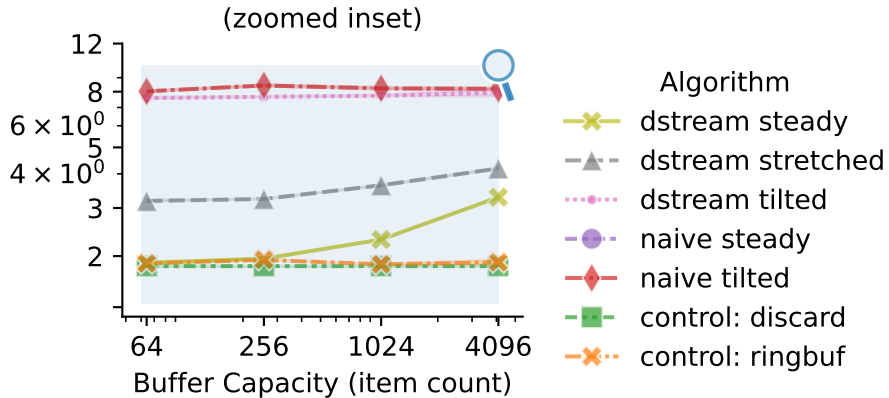 (zoomed inset)
12
8
6 × 10⁰
5
4 × 10⁰
3
2
64 256 1024 4096
Buffer Capacity (item count)
Algorithm
dstream steady
dstream stretched
dstream tilted
naive steady
naive tilted
control: discard
control: ringbuf